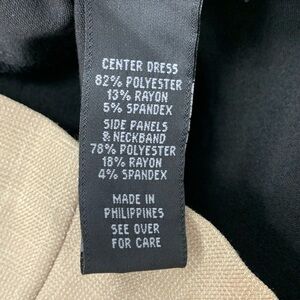 CENTER DRESS
82% POLYESTER
13% RAYON
5% SPANDEX
SIDE PANELS
& NECKBAND
78% POLYESTER
18% RAYON
4% SPANDEX
MADE IN
PHILIPPINES
SEE OVER
FOR CARE